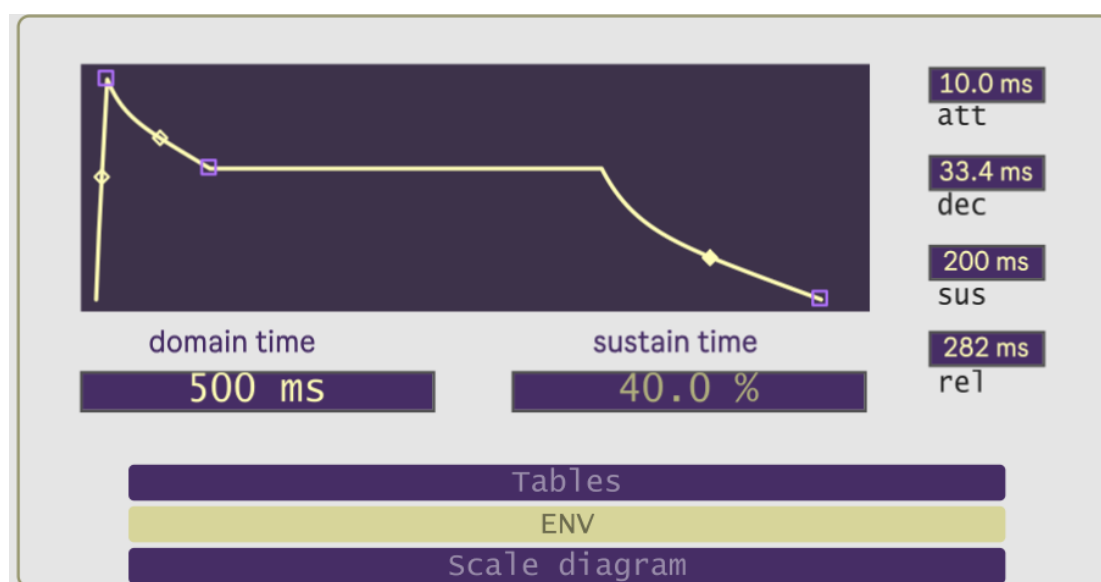 10.0 ms
att
33.4 ms
dec
200 ms
sus
282 ms
rel
domain time
sustain time
500 ms
40.0 %
Tables
ENV
Scale diagram